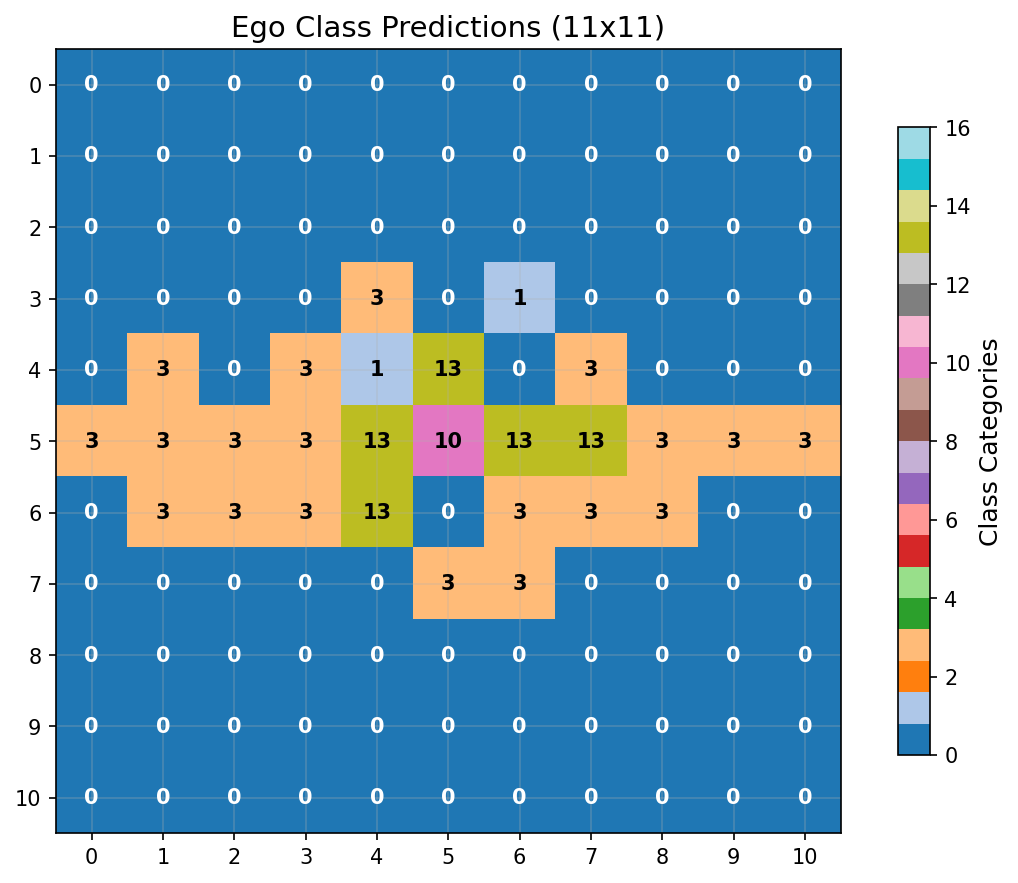 Ego Class Predictions (11x11)
0 0 0 0 0 0 0 0 0 0 0 0
1 0 0 0 0 0 0 0 0 0 0 0
2 0 0 0 0 0 0 0 0 0 0 0
3 0 0 0 0 3 0 1 0 0 0 0
4 0 3 0 3 1 13 0 3 0 0 0
5 3 3 3 3 13 10 13 13 3 3 3
6 0 3 3 3 13 0 3 3 3 0 0
7 0 0 0 0 0 3 3 0 0 0 0
8 0 0 0 0 0 0 0 0 0 0 0
9 0 0 0 0 0 0 0 0 0 0 0
10 0 0 0 0 0 0 0 0 0 0 0
0 1 2 3 4 5 6 7 8 9 10
16
14
12
10
8
6
4
2
0
Class Categories